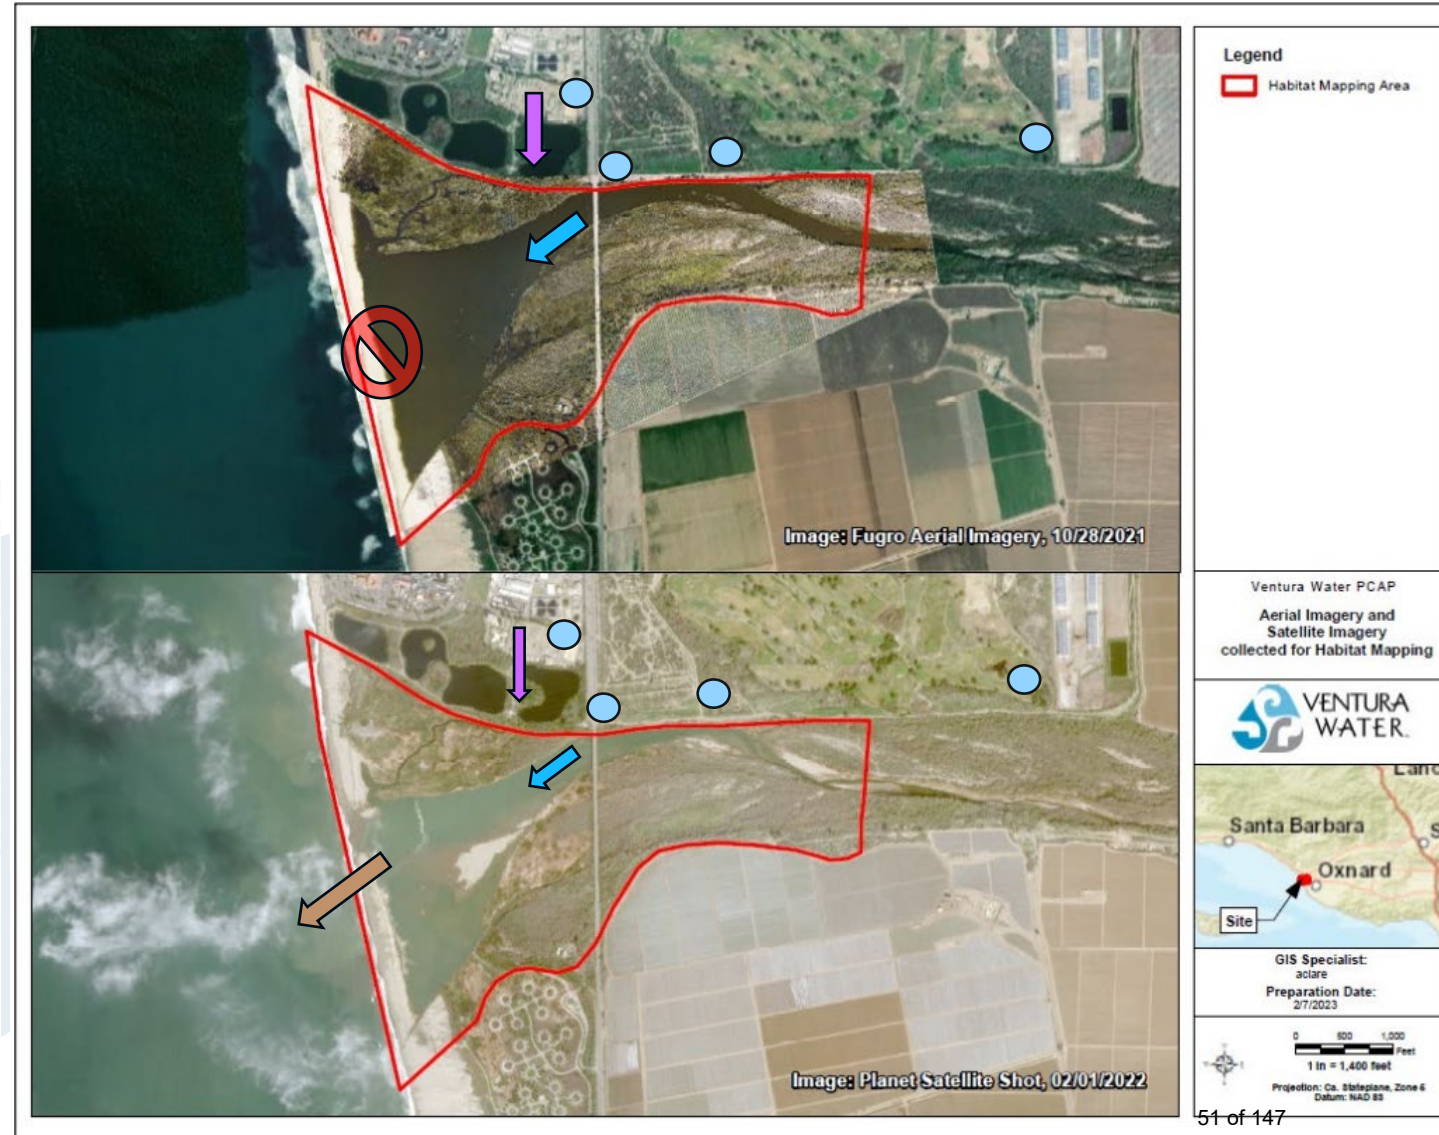 Legend
Habitat Mapping Area
Image: Fugro Aerial Imagery, 10/28/2021
Ventura Water PCAP
Aerial Imagery and
Satellite Imagery
collected for Habitat Mapping
VENTURA
WATER
Santa Barbara
Oxnard
Site
GIS Specialist:
aclare
Preparation Date:
2/7/2023
0 500 1,000
Feet
1 in = 1,400 feet
Projection: Ca. Stateplane, Zone 5
Datum: NAD 83
Image: Planet Satellite Shot, 02/01/2022
51 of 147